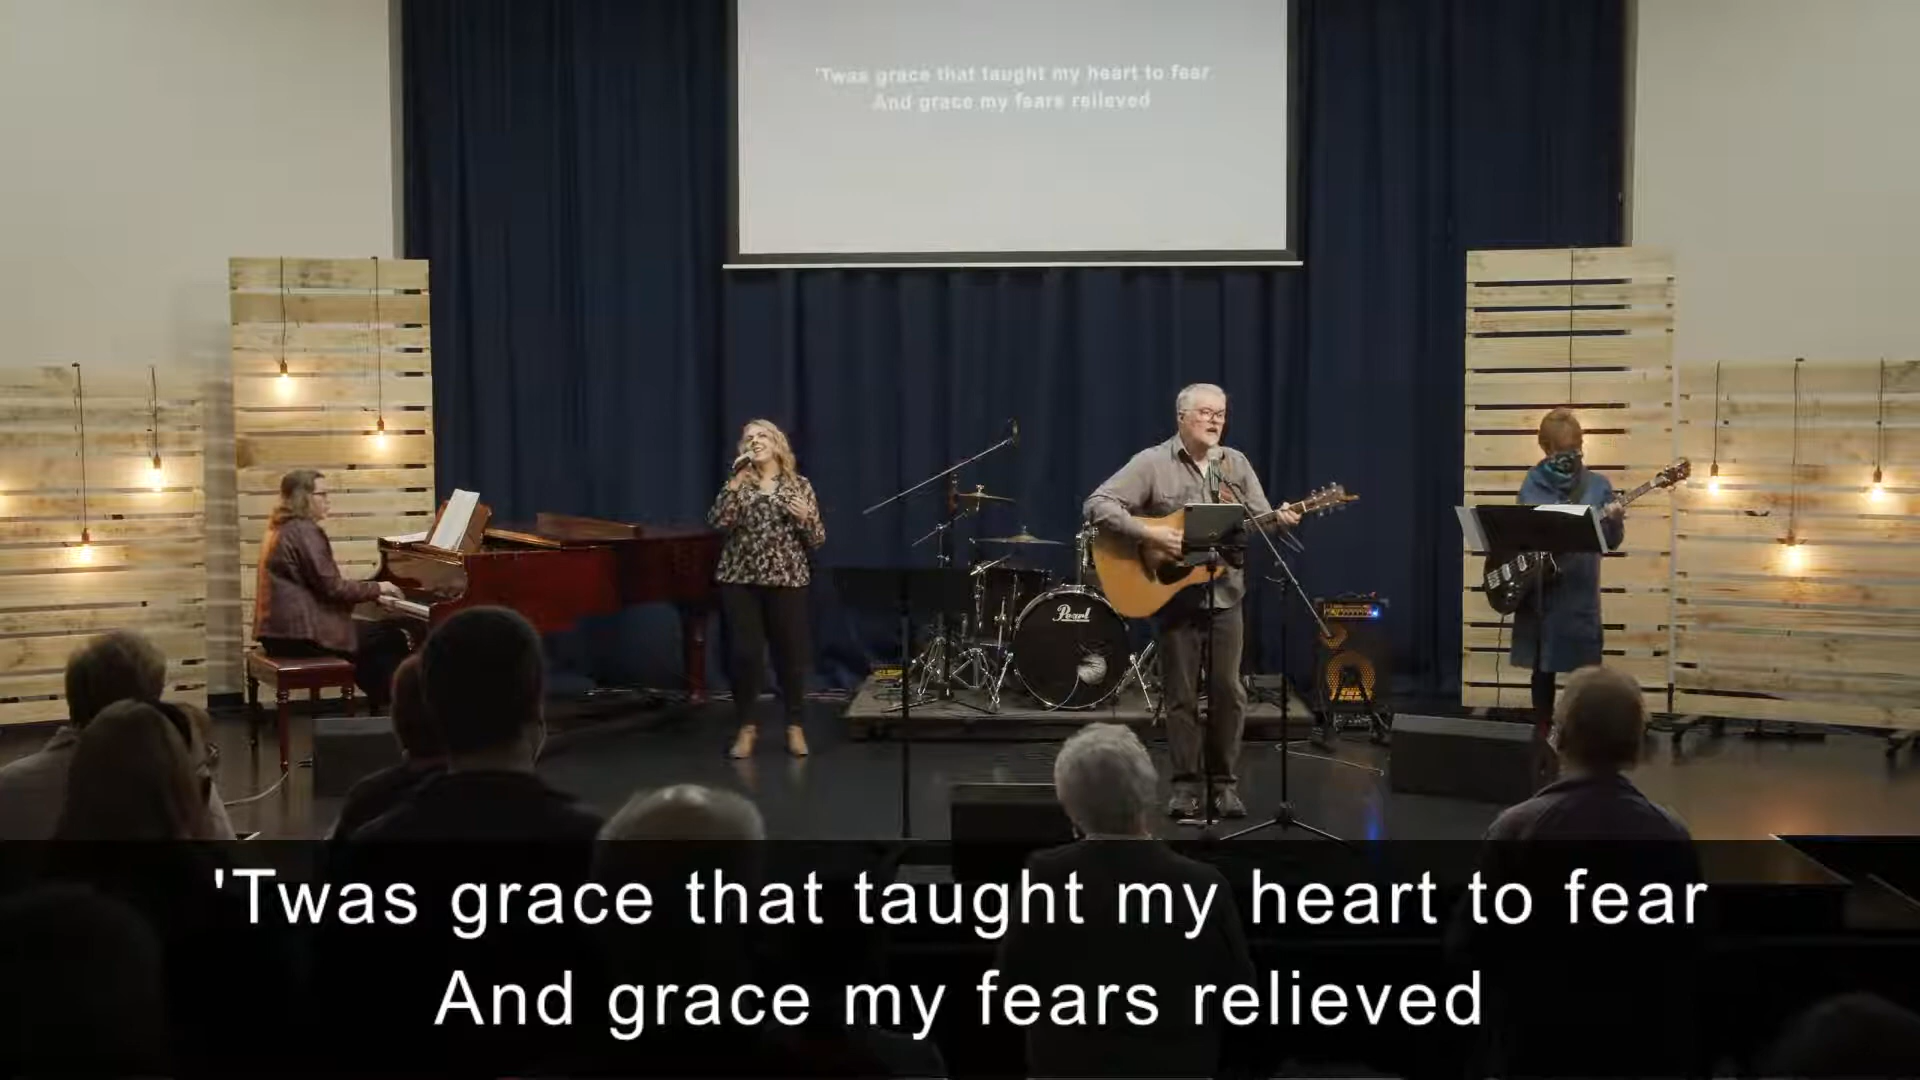 'Twas grace that taught my heart to fear
And grace my fears relieved
Pearl
'Twas grace that taught my heart to fear
And grace my fears relieved